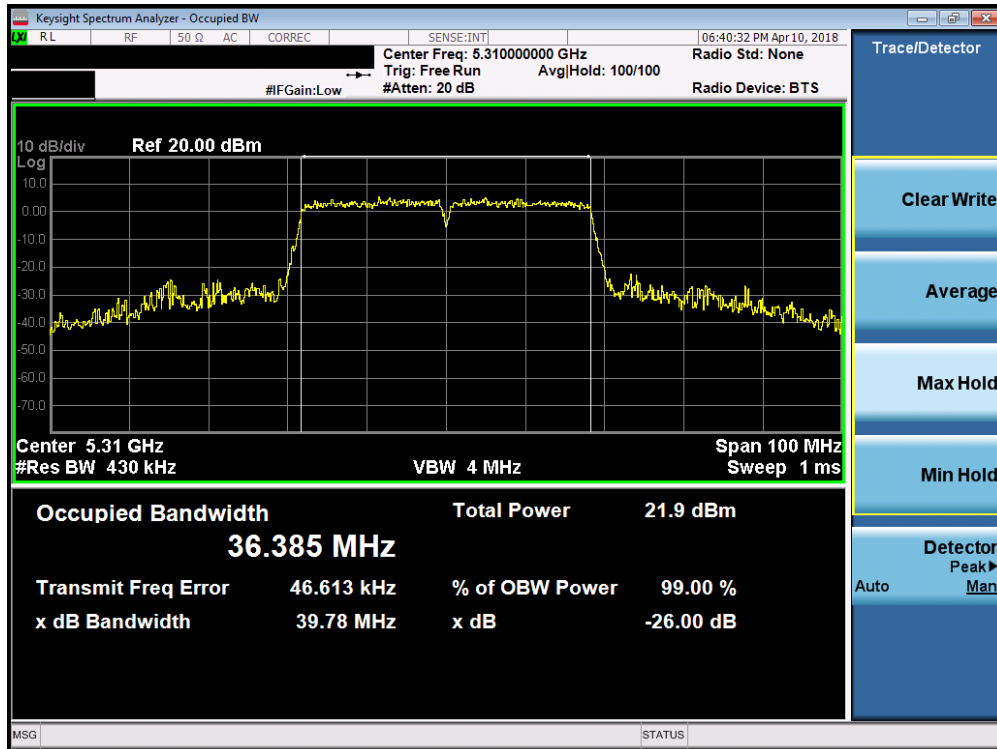 Keysight Spectrum Analyzer - Occupied BW
LXI RL RF 50 Ω AC CORREC SENSE:INT 06:40:32 PM Apr 10, 2018
Center Freq: 5.310000000 GHz Radio Std: None
Trig: Free Run Avg|Hold: 100/100
#IFGain:Low #Atten: 20 dB Radio Device: BTS
10 dB/div Ref 20.00 dBm
Log
10.0
0.00
-10.0
-20.0
-30.0
-40.0
-50.0
-60.0
-70.0
Center 5.31 GHz Span 100 MHz
#Res BW 430 kHz VBW 4 MHz Sweep 1 ms
Occupied Bandwidth Total Power 21.9 dBm
36.385 MHz
Transmit Freq Error 46.613 kHz % of OBW Power 99.00 %
x dB Bandwidth 39.78 MHz x dB -26.00 dB
Trace/Detector
Clear Write
Average
Max Hold
Min Hold
Detector
Peak▶
Auto Man
MSG STATUS